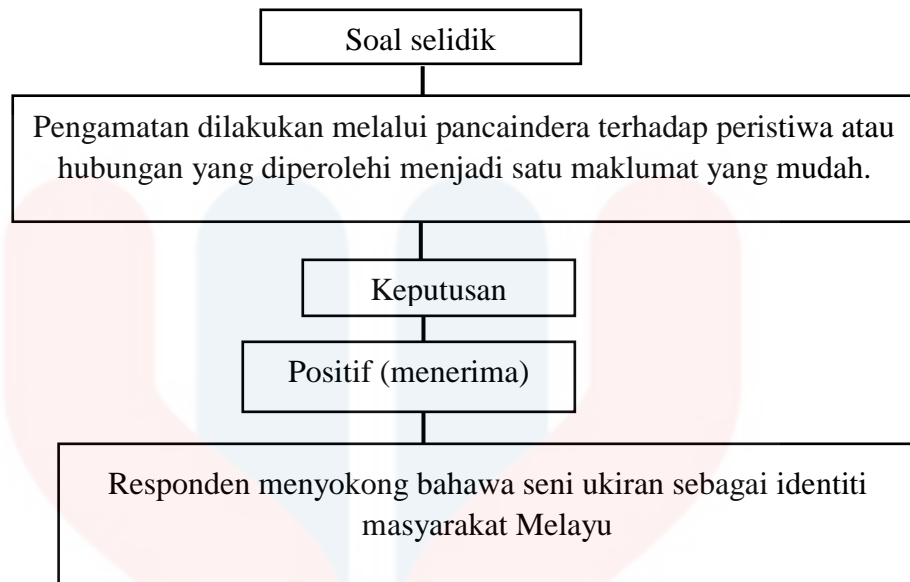 Soal selidik
Pengamatan dilakukan melalui pancaindera terhadap peristiwa atau
hubungan yang diperolehi menjadi satu maklumat yang mudah.
Keputusan
Positif (menerima)
Responden menyokong bahawa seni ukiran sebagai identiti
masyarakat Melayu